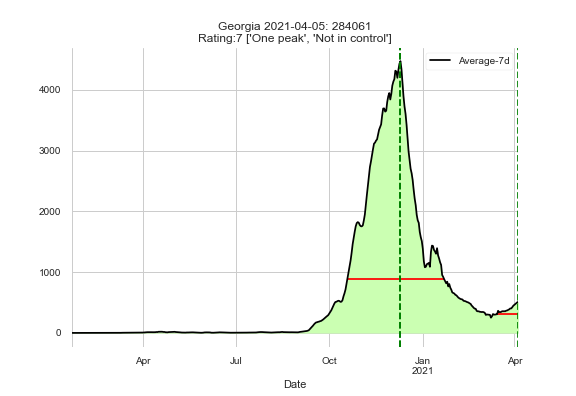 Georgia 2021-04-05: 284061
Rating:7 ['One peak', 'Not in control']
Average-7d
4000
3000
2000
1000
0
Apr
Jul
Oct
Jan
2021
Apr
Date